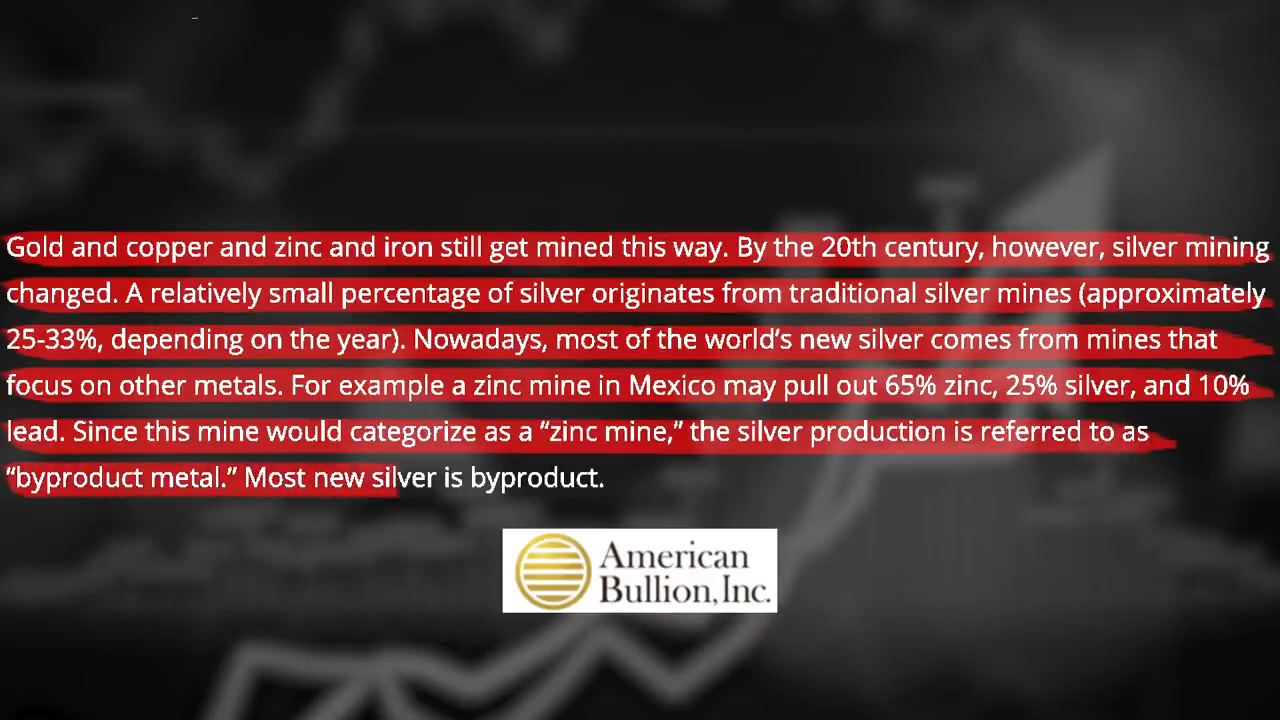 Gold and copper and zinc and iron still get mined this way. By the 20th century, however, silver mining
changed. A relatively small percentage of silver originates from traditional silver mines (approximately
25-33%, depending on the year). Nowadays, most of the world’s new silver comes from mines that
focus on other metals. For example a zinc mine in Mexico may pull out 65% zinc, 25% silver, and 10%
lead. Since this mine would categorize as a “zinc mine,” the silver production is referred to as
“byproduct metal.” Most new silver is byproduct.
American
Bullion, Inc.